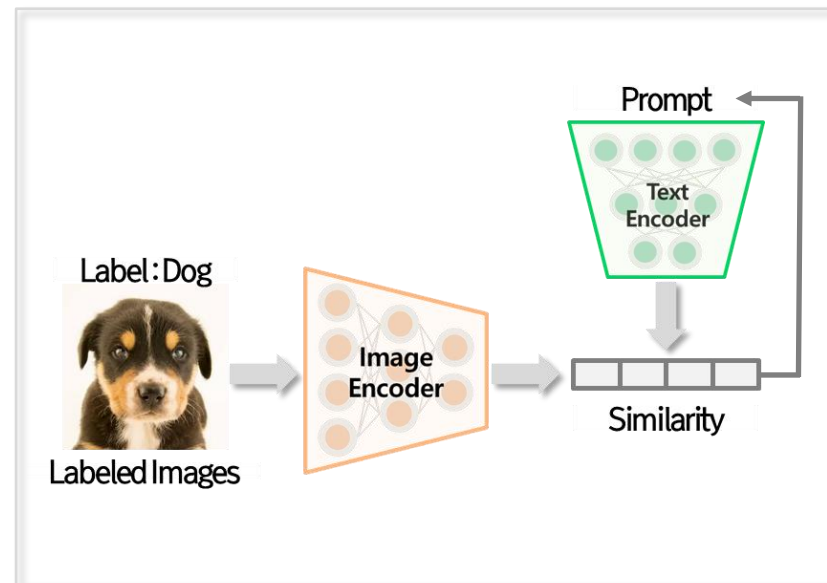 Prompt
Text
Encoder
Label: Dog
Image
Encoder
Similarity
Labeled Images